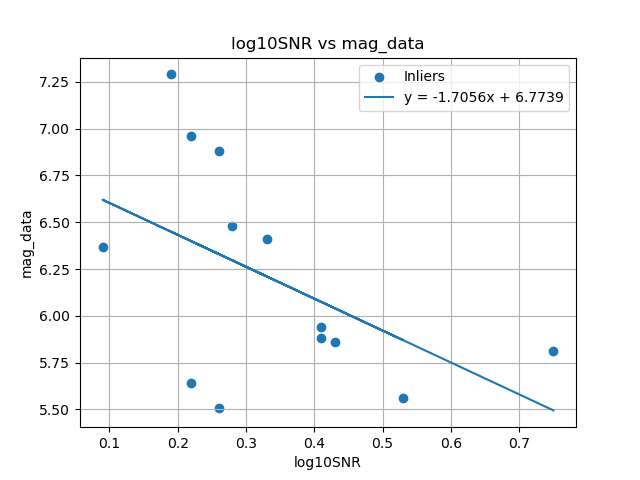 log10SNR vs mag_data
Inliers
y = -1.7056x + 6.7739
mag_data
7.25
7.00
6.75
6.50
6.25
6.00
5.75
5.50
0.1 0.2 0.3 0.4 0.5 0.6 0.7
log10SNR